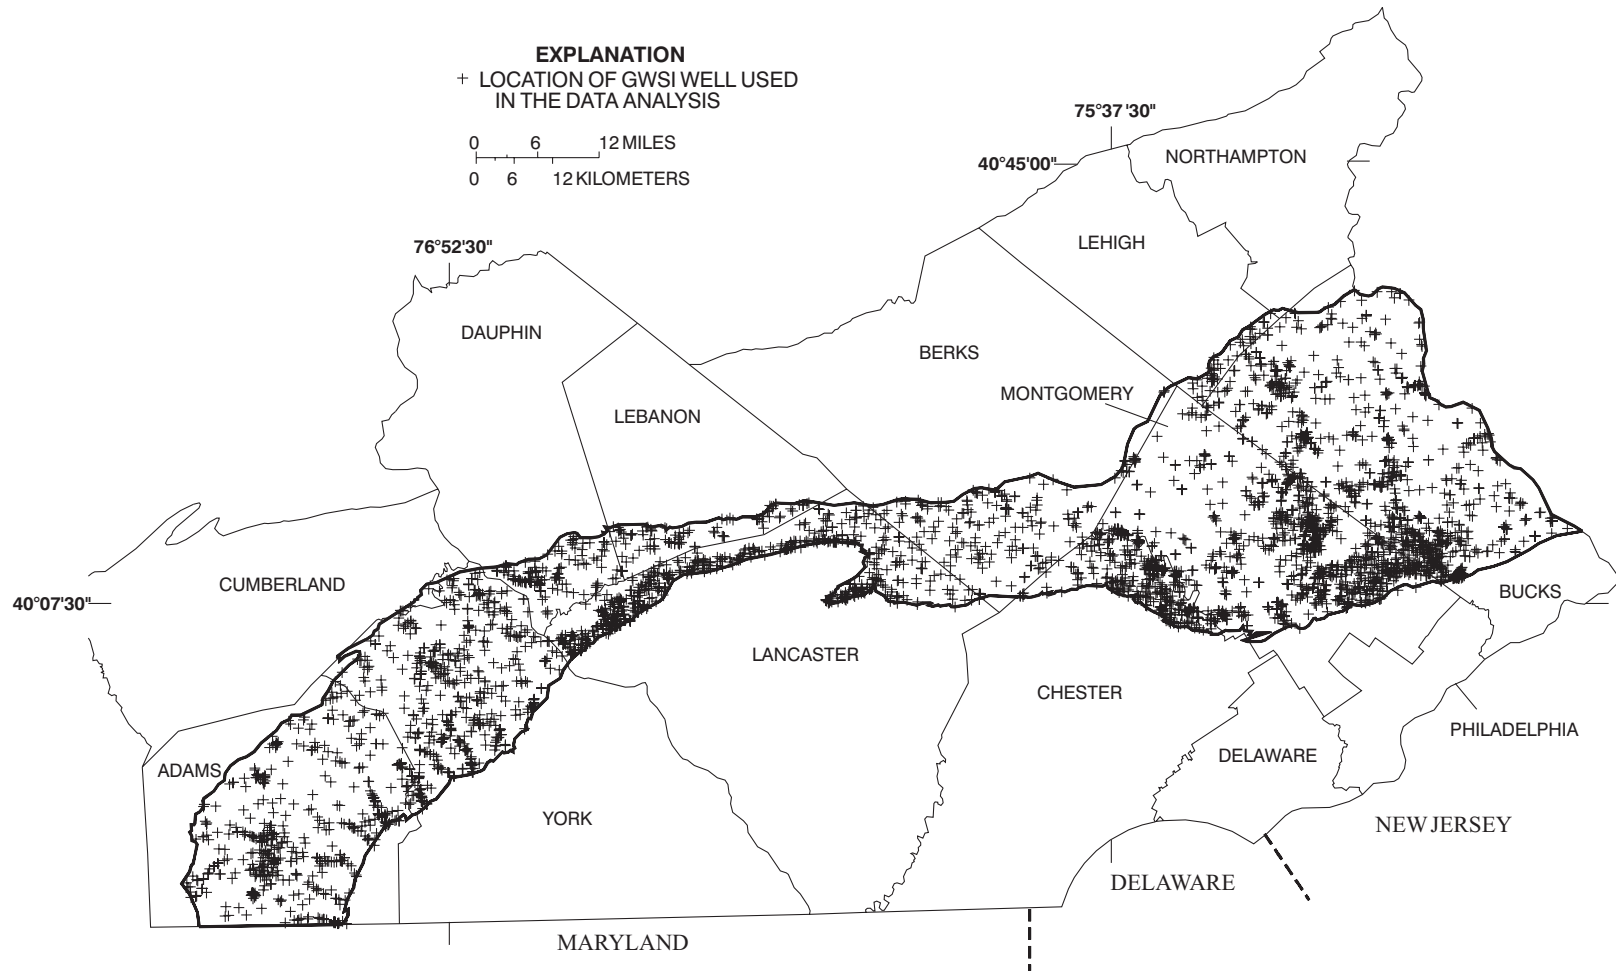 EXPLANATION
+ LOCATION OF GWSI WELL USED
IN THE DATA ANALYSIS
0 6 12 MILES
0 6 12 KILOMETERS
75°37'30"
40°45'00"
NORTHAMPTON
LEHIGH
76°52'30"
DAUPHIN
BERKS
MONTGOMERY
LEBANON
CUMBERLAND
40°07'30"
BUCKS
LANCASTER
CHESTER
PHILADELPHIA
DELAWARE
ADAMS
YORK
NEW JERSEY
DELAWARE
MARYLAND